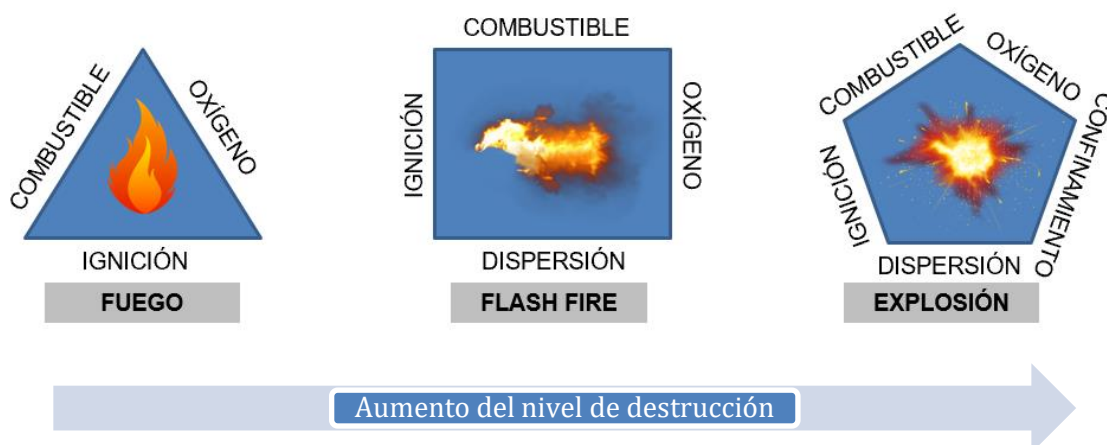 COMBUSTIBLE
OXÍGENO
IGNICIÓN
FUEGO
COMBUSTIBLE
IGNICIÓN
OXÍGENO
DISPERSIÓN
FLASH FIRE
COMBUSTIBLE
OXÍGENO
IGNICIÓN
CONFINAMIENTO
DISPERSIÓN
EXPLOSIÓN
Aumento del nivel de destrucción